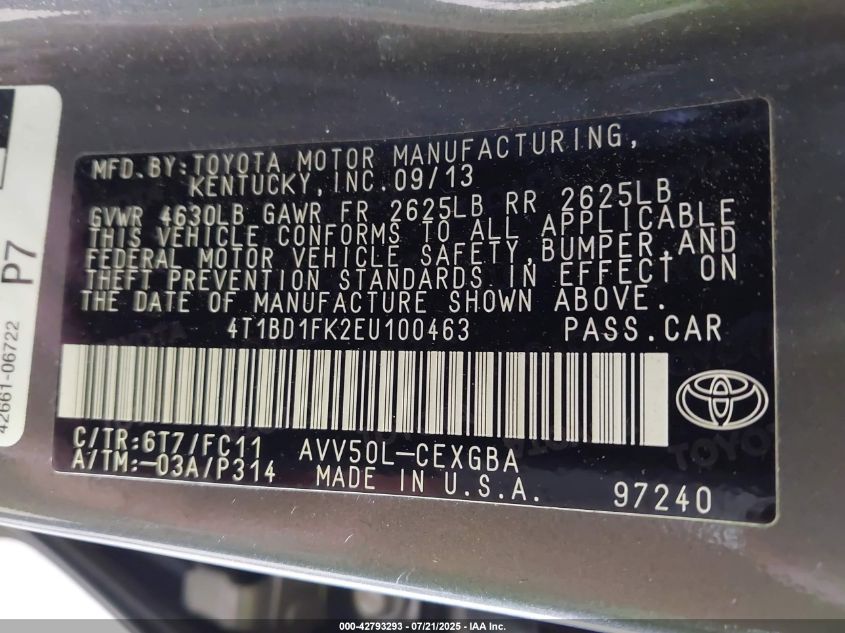 MFD. BY: TOYOTA MOTOR MANUFACTURING,
KENTUCKY, INC. 09/13
GVWR 4630LB GAWR FR 2625LB RR 2625LB
THIS VEHICLE CONFORMS TO ALL APPLICABLE
FEDERAL MOTOR VEHICLE SAFETY, BUMPER, AND
THEFT PREVENTION STANDARDS IN EFFECT ON
THE DATE OF MANUFACTURE SHOWN ABOVE.
4T1BD1FK2EU100463 PASS.CAR
C/TR:6T7/FC11 AVV50L-CEXGBA
A/TM:-03A/P314 MADE IN U.S.A. 97240
P7
42661-06722
000-42793293 - 07/21/2025 - IAA Inc.